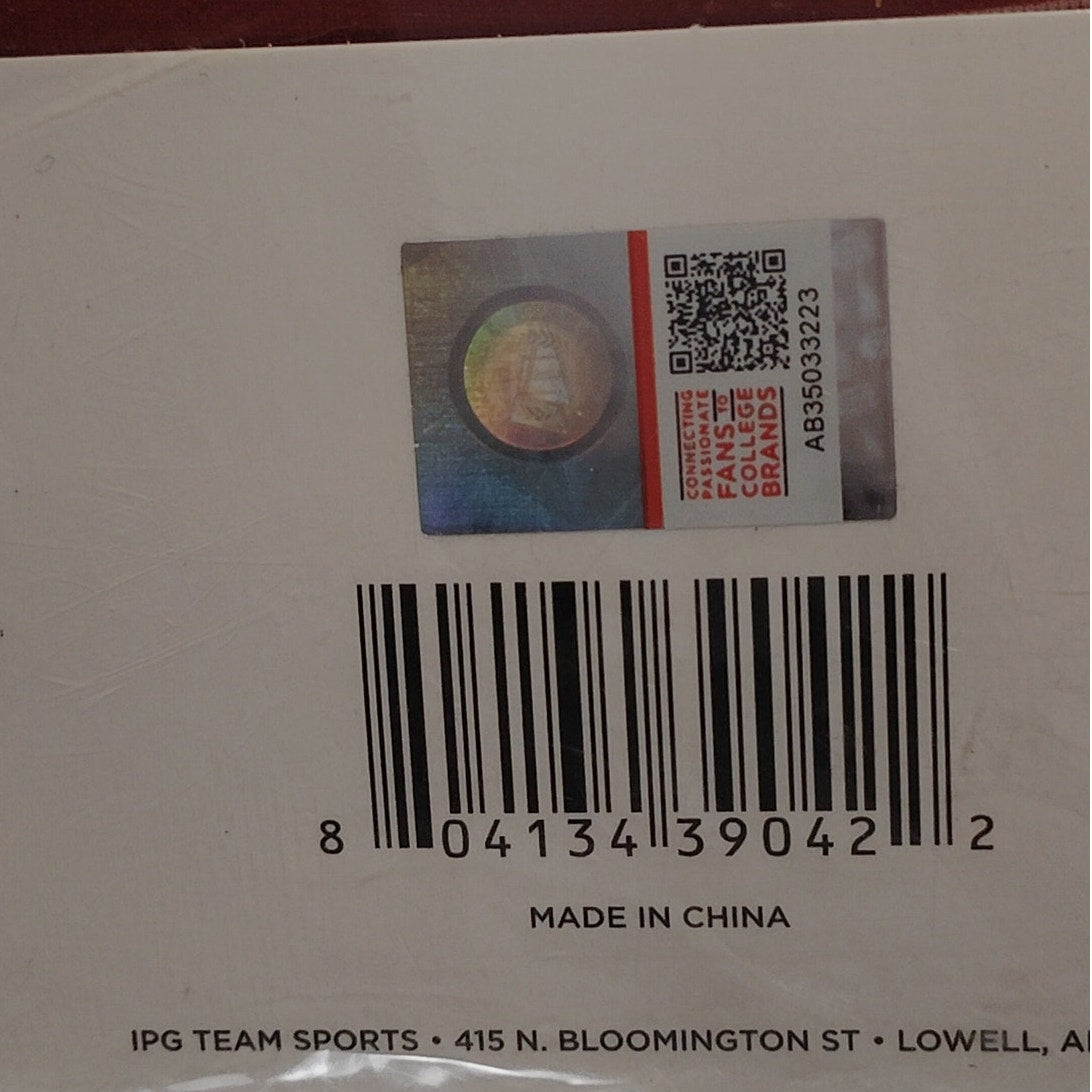 CONNECTING
PASSIONATE
FANS TO
COLLEGE
BRANDS
AB35033223
8 04134 39042 2
MADE IN CHINA
IPG TEAM SPORTS • 415 N. BLOOMINGTON ST • LOWELL, A